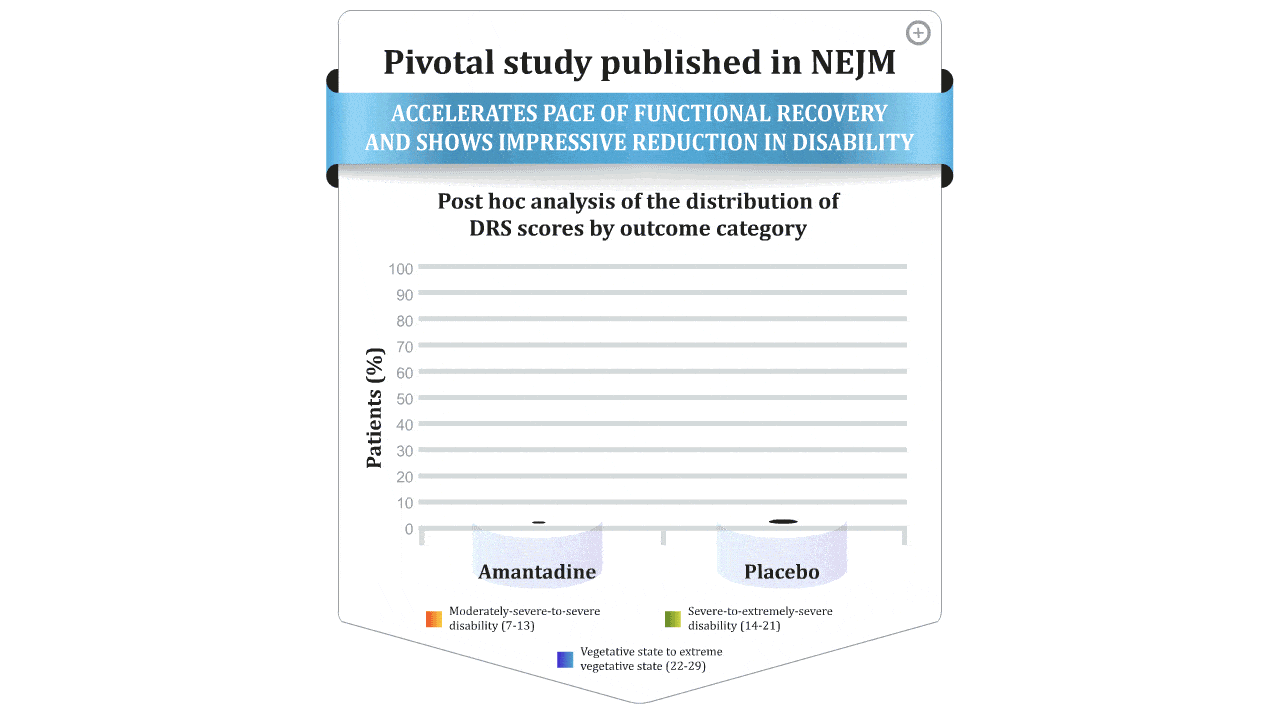 Pivotal study published in NEJM
ACCELERATES PACE OF FUNCTIONAL RECOVERY
AND SHOWS IMPRESSIVE REDUCTION IN DISABILITY
Post hoc analysis of the distribution of
DRS scores by outcome category
Patients (%)
100
90
80
70
60
50
40
30
20
10
0
Amantadine
Placebo
Moderately-severe-to-severe
disability (7-13)
Severe-to-extremely-severe
disability (14-21)
Vegetative state to extreme
vegetative state (22-29)